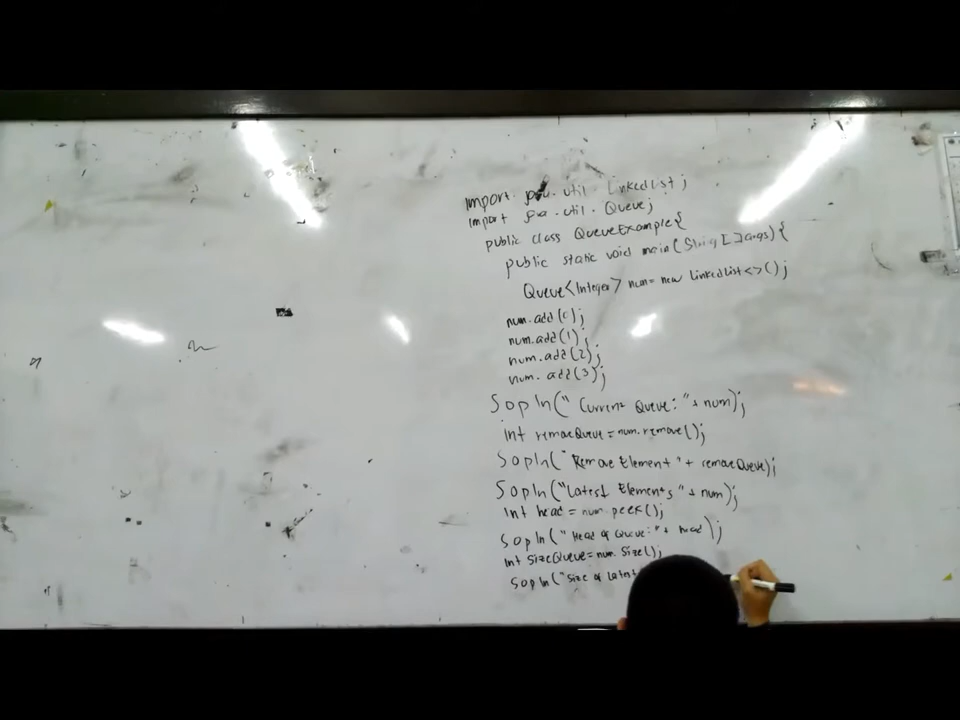 import java.util.LinkedList;
import java.util.Queue;
public class QueueExample{
public static void main(String[]args){
Queue<Integer> num= new LinkedList<>();
num.add(0);
num.add(1);
num.add(2);
num.add(3);
Sopln("Current Queue:"+ num);
int remoeQueue=num.remove();
Sopln("Remove Element "+ remoeQueue);
Sopln("Latest Elements "+ num);
int head = num.peek();
Sopln("Head of Queue:"+ head);
int SizeQueue=num.Size();
Sopln("Size of Latest